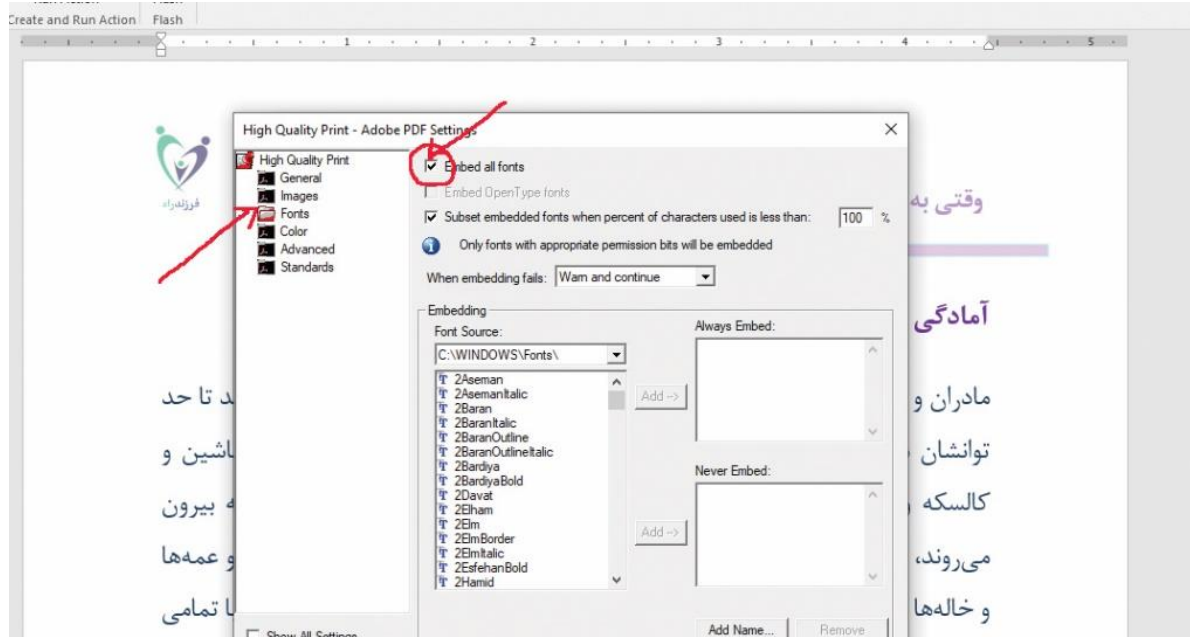 Create and Run Action
Flash
1 2 3 4 5
High Quality Print - Adobe PDF Settings
High Quality Print
General
Images
Fonts
Color
Advanced
Standards
Embed all fonts
Embed OpenType fonts
Subset embedded fonts when percent of characters used is less than: 100 %
Only fonts with appropriate permission bits will be embedded
When embedding fails: Warn and continue
Embedding
Font Source:
C:\WINDOWS\Fonts\
2Aseman
2AsemanItalic
2Baran
2BaranItalic
2BaranOutline
2BaranOutlineItalic
2Bardiya
2BardiyaBold
2Davat
2Elham
2Elm
2ElmBorder
2ElmItalic
2EsfehanBold
2Hamid
Add -->
Always Embed:
Add -->
Never Embed:
Add Name...
Remove
Show All Settings
فرزندراه
وقتی به
آمادگی
مادران و
د تا حد
توانشان
اشین و
کالسکه و
ه بیرون
می‌روند،
و عمه‌ها
و خاله‌ها
ا تمامی